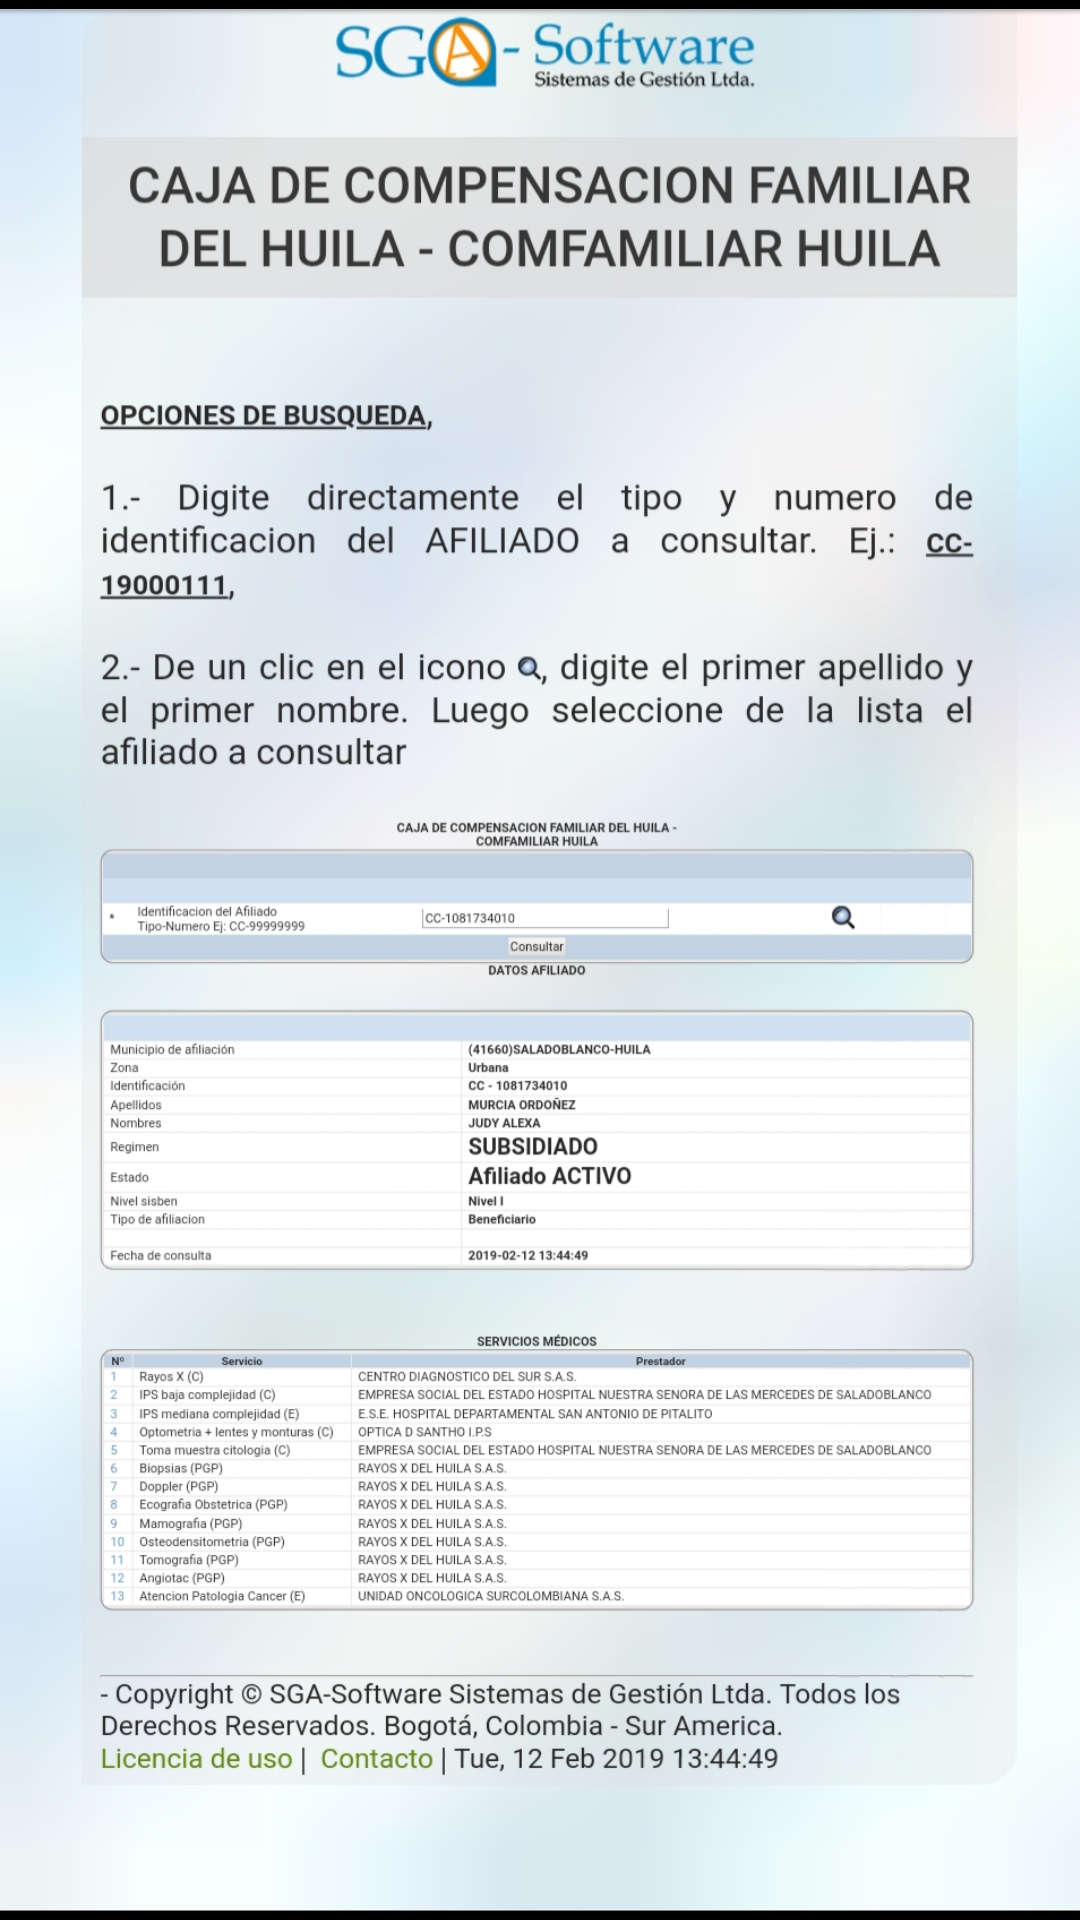 SGA - Software
Sistemas de Gestión Ltda.
CAJA DE COMPENSACION FAMILIAR
DEL HUILA - COMFAMILIAR HUILA
OPCIONES DE BUSQUEDA,
1.- Digite directamente el tipo y numero de
identificacion del AFILIADO a consultar. Ej.: cc-
19000111,
2.- De un clic en el icono , digite el primer apellido y
el primer nombre. Luego seleccione de la lista el
afiliado a consultar
CAJA DE COMPENSACION FAMILIAR DEL HUILA -
COMFAMILIAR HUILA
* Identificacion del Afiliado
Tipo-Numero Ej: CC-99999999
CC-1081734010
Consultar
DATOS AFILIADO
Municipio de afiliación (41660)SALADOBLANCO-HUILA
Zona Urbana
Identificación CC - 1081734010
Apellidos MURCIA ORDOÑEZ
Nombres JUDY ALEXA
Regimen SUBSIDIADO
Estado Afiliado ACTIVO
Nivel sisben Nivel I
Tipo de afiliacion Beneficiario
Fecha de consulta 2019-02-12 13:44:49
SERVICIOS MÉDICOS
Nº Servicio Prestador
1 Rayos X (C) CENTRO DIAGNOSTICO DEL SUR S.A.S.
2 IPS baja complejidad (C) EMPRESA SOCIAL DEL ESTADO HOSPITAL NUESTRA SENORA DE LAS MERCEDES DE SALADOBLANCO
3 IPS mediana complejidad (E) E.S.E. HOSPITAL DEPARTAMENTAL SAN ANTONIO DE PITALITO
4 Optometria + lentes y monturas (C) OPTICA D SANTHO I.P.S
5 Toma muestra citologia (C) EMPRESA SOCIAL DEL ESTADO HOSPITAL NUESTRA SENORA DE LAS MERCEDES DE SALADOBLANCO
6 Biopsias (PGP) RAYOS X DEL HUILA S.A.S.
7 Doppler (PGP) RAYOS X DEL HUILA S.A.S.
8 Ecografia Obstetrica (PGP) RAYOS X DEL HUILA S.A.S.
9 Mamografia (PGP) RAYOS X DEL HUILA S.A.S.
10 Osteodensitometria (PGP) RAYOS X DEL HUILA S.A.S.
11 Tomografia (PGP) RAYOS X DEL HUILA S.A.S.
12 Angiotac (PGP) RAYOS X DEL HUILA S.A.S.
13 Atencion Patologia Cancer (E) UNIDAD ONCOLOGICA SURCOLOMBIANA S.A.S.
- Copyright © SGA-Software Sistemas de Gestión Ltda. Todos los
Derechos Reservados. Bogotá, Colombia - Sur America.
Licencia de uso | Contacto | Tue, 12 Feb 2019 13:44:49